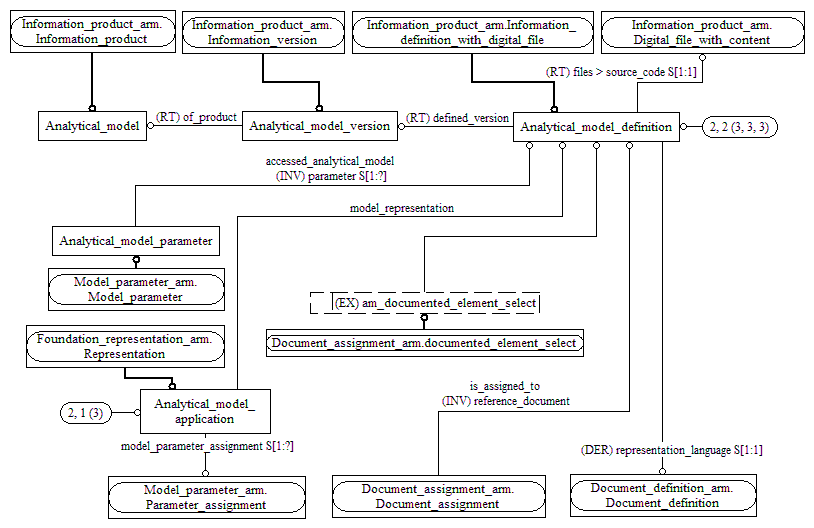 Information_product_arm.
Information_product
Information_product_arm.
Information_version
Information_product_arm.Information_
definition_with_digital_file
Information_product_arm.
Digital_file_with_content
(RT) files > source_code S[1:1]
Analytical_model
(RT) of_product
Analytical_model_version
(RT) defined_version
Analytical_model_definition
2, 2 (3, 3, 3)
accessed_analytical_model
(INV) parameter S[1:?]
model_representation
Analytical_model_parameter
Model_parameter_arm.
Model_parameter
(EX) am_documented_element_select
Document_assignment_arm.documented_element_select
Foundation_representation_arm.
Representation
2, 1 (3)
Analytical_model_
application
is_assigned_to
(INV) reference_document
model_parameter_assignment S[1:?]
(DER) representation_language S[1:1]
Model_parameter_arm.
Parameter_assignment
Document_assignment_arm.
Document_assignment
Document_definition_arm.
Document_definition